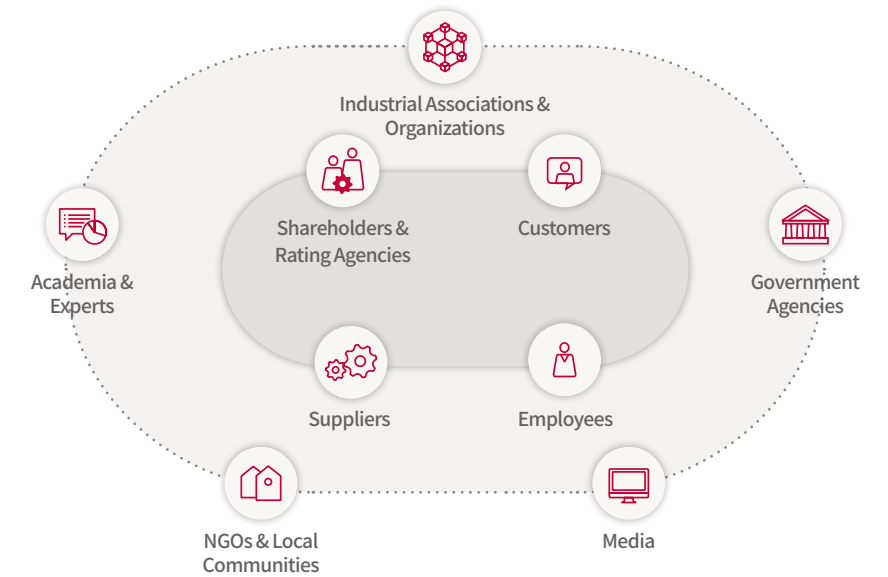 Industrial Associations &
Organizations
Shareholders &
Rating Agencies
Customers
Academia &
Experts
Government
Agencies
Suppliers
Employees
NGOs & Local
Communities
Media